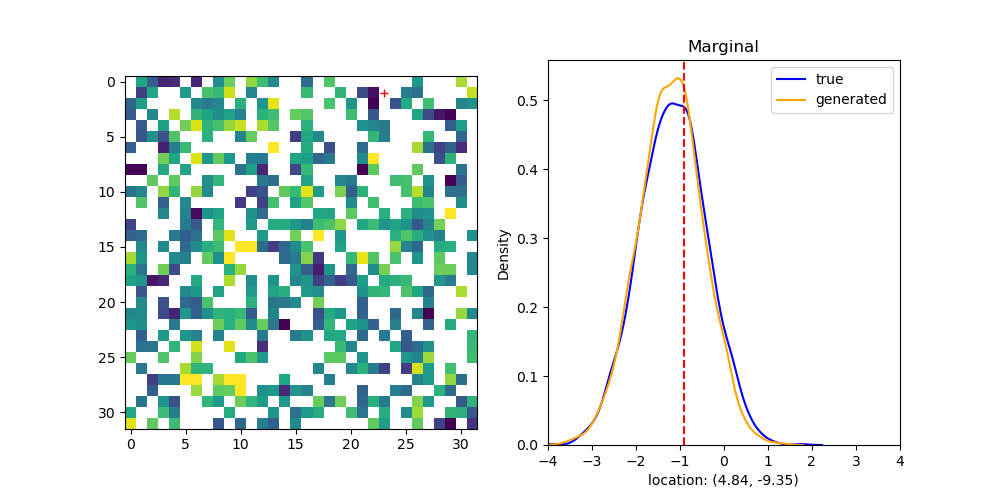 Marginal
true
generated
0
5
10
15
20
25
30
0 5 10 15 20 25 30
Density
0.5
0.4
0.3
0.2
0.1
0.0
−4 −3 −2 −1 0 1 2 3 4
location: (4.84, -9.35)